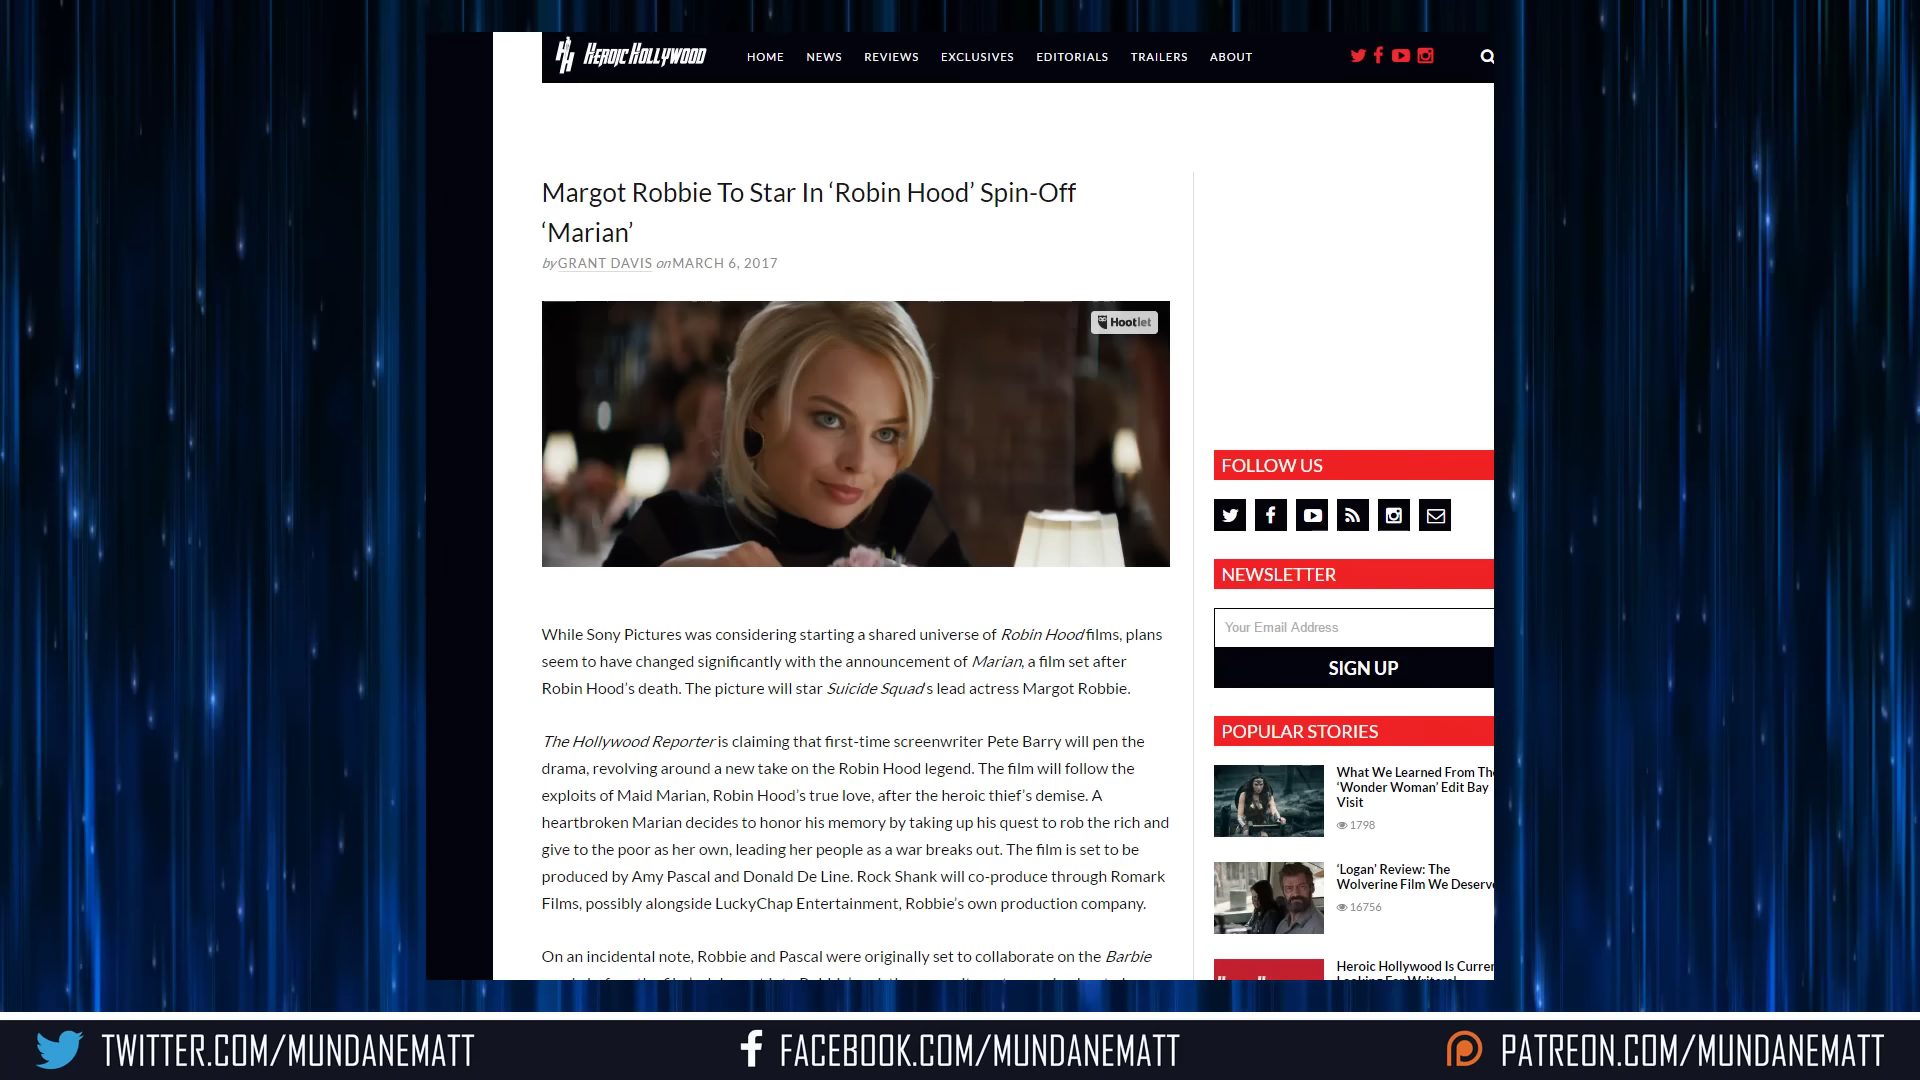 HEROIC HOLLYWOOD
HOME NEWS REVIEWS EXCLUSIVES EDITORIALS TRAILERS ABOUT
Margot Robbie To Star In ‘Robin Hood’ Spin-Off
‘Marian’
by GRANT DAVIS on MARCH 6, 2017
Hootlet
While Sony Pictures was considering starting a shared universe of Robin Hood films, plans
seem to have changed significantly with the announcement of Marian, a film set after
Robin Hood’s death. The picture will star Suicide Squad’s lead actress Margot Robbie.
The Hollywood Reporter is claiming that first-time screenwriter Pete Barry will pen the
drama, revolving around a new take on the Robin Hood legend. The film will follow the
exploits of Maid Marian, Robin Hood’s true love, after the heroic thief’s demise. A
heartbroken Marian decides to honor his memory by taking up his quest to rob the rich and
give to the poor as her own, leading her people as a war breaks out. The film is set to be
produced by Amy Pascal and Donald De Line. Rock Shank will co-produce through Romark
Films, possibly alongside LuckyChap Entertainment, Robbie’s own production company.
On an incidental note, Robbie and Pascal were originally set to collaborate on the Barbie
FOLLOW US
NEWSLETTER
Your Email Address
SIGN UP
POPULAR STORIES
What We Learned From Th
‘Wonder Woman’ Edit Bay
Visit
1798
‘Logan’ Review: The
Wolverine Film We Deserve
16756
Heroic Hollywood Is Curren
Looking For Writers!
TWITTER.COM/MUNDANEMATT
FACEBOOK.COM/MUNDANEMATT
PATREON.COM/MUNDANEMATT